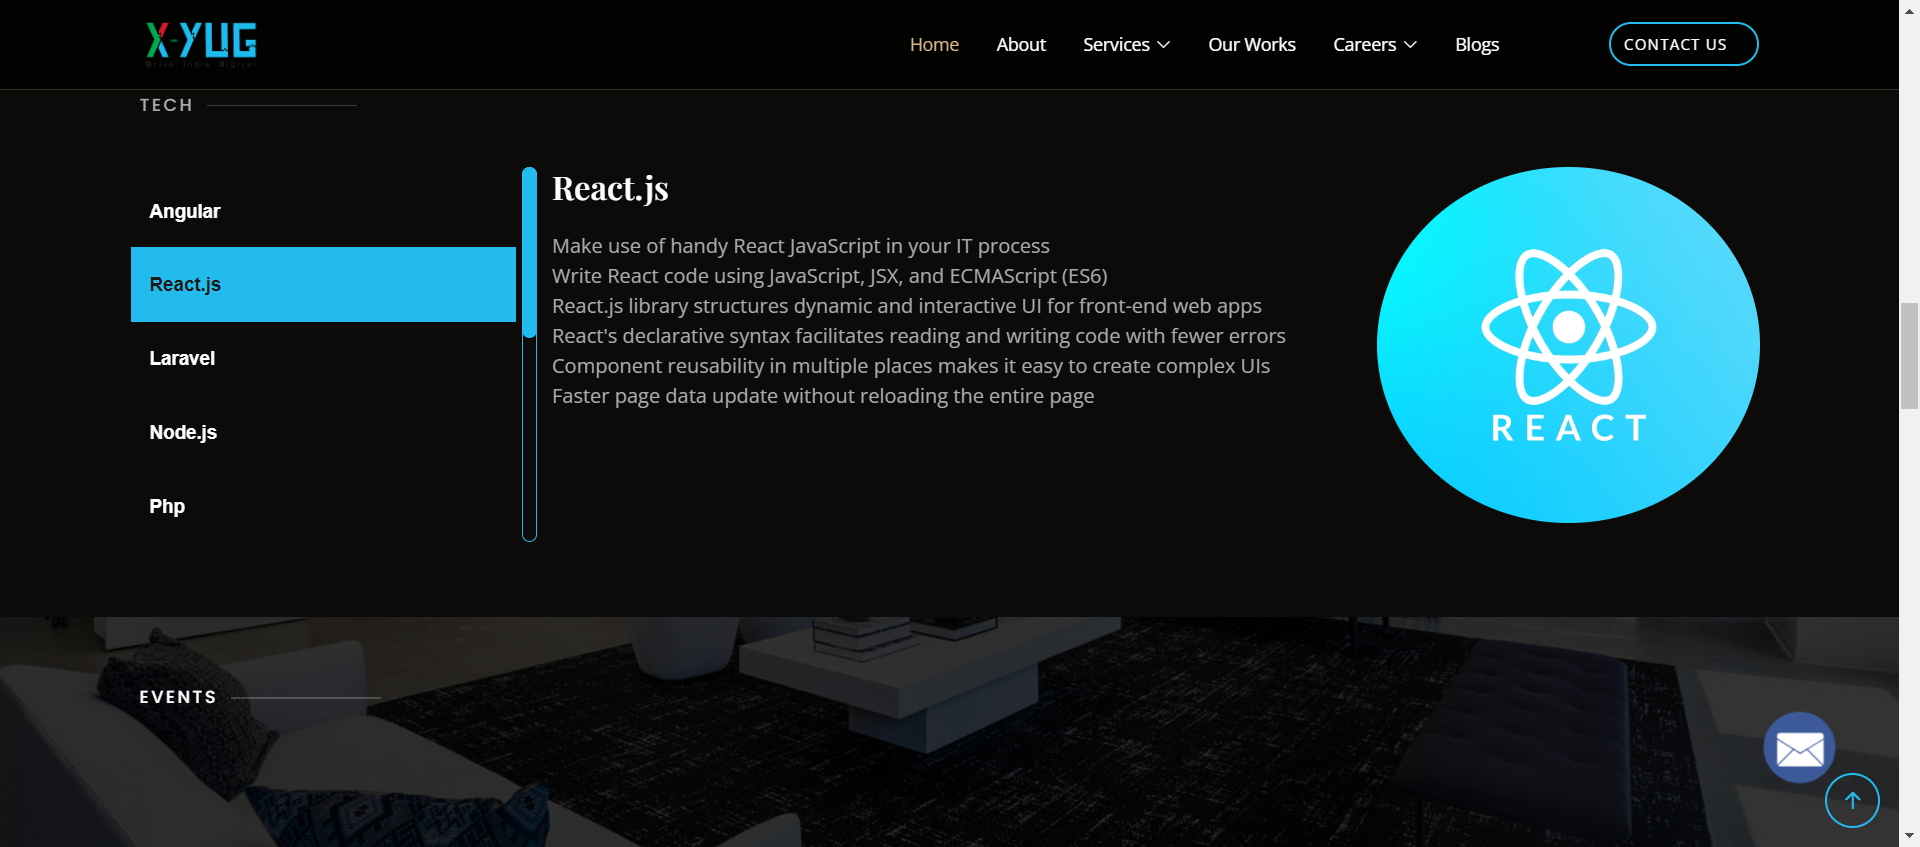 X-YUG
Drive India Digital
Home About Services Our Works Careers Blogs CONTACT US
TECH
Angular
React.js
Laravel
Node.js
Php
React.js
Make use of handy React JavaScript in your IT process
Write React code using JavaScript, JSX, and ECMAScript (ES6)
React.js library structures dynamic and interactive UI for front-end web apps
React's declarative syntax facilitates reading and writing code with fewer errors
Component reusability in multiple places makes it easy to create complex UIs
Faster page data update without reloading the entire page
REACT
EVENTS